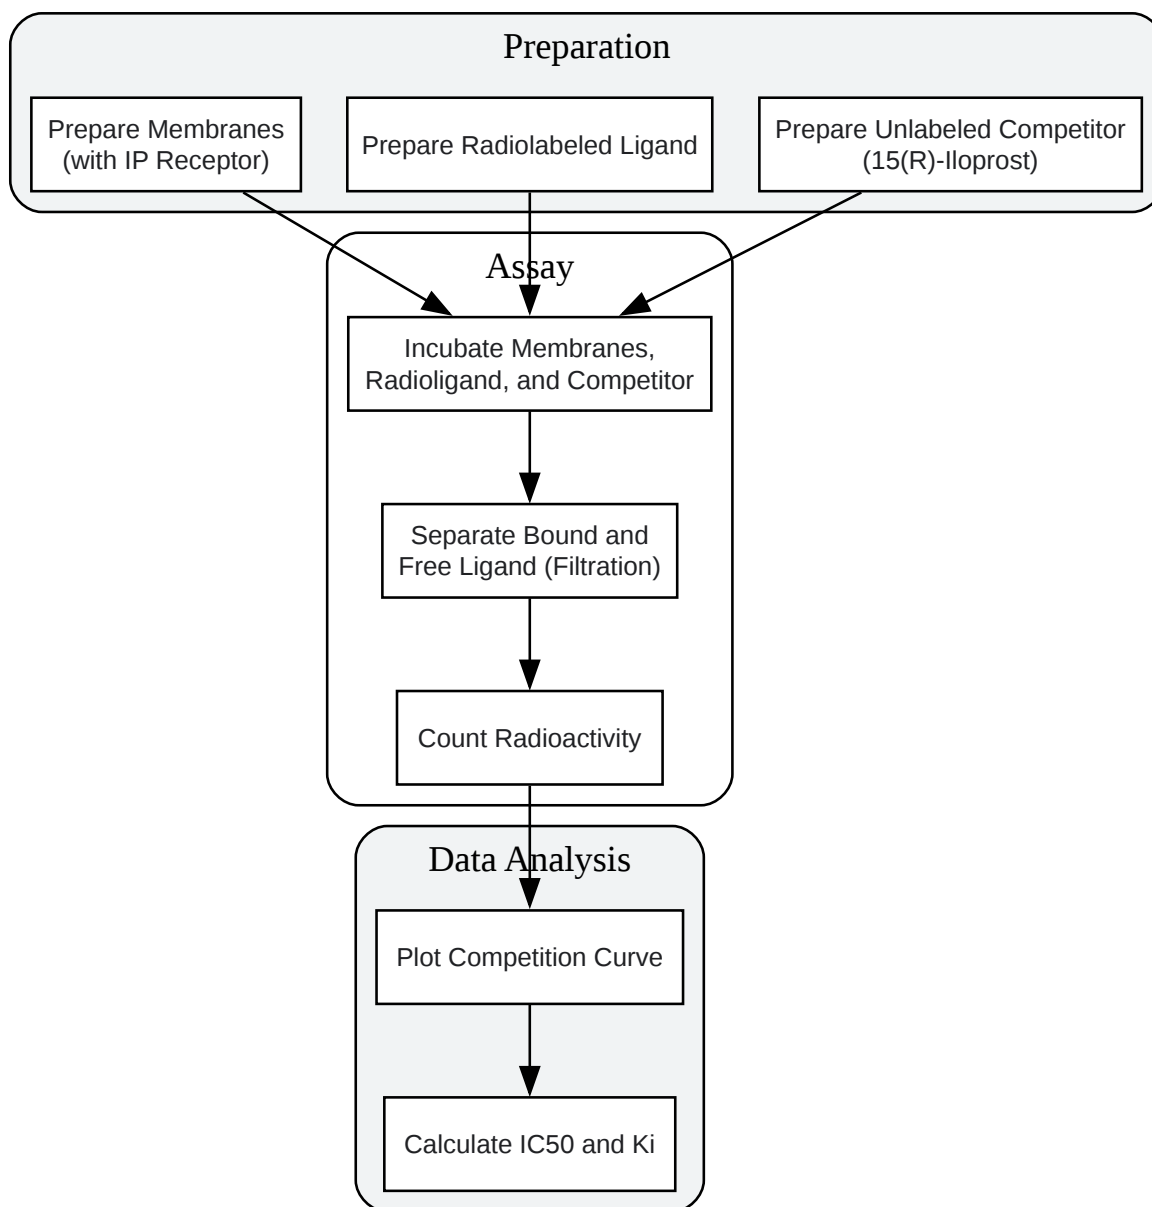 Preparation
Prepare Membranes
(with IP Receptor)
Prepare Radiolabeled Ligand
Prepare Unlabeled Competitor
(15(R)-Iloprost)
Assay
Incubate Membranes,
Radioligand, and Competitor
Separate Bound and
Free Ligand (Filtration)
Count Radioactivity
Data Analysis
Plot Competition Curve
Calculate IC50 and Ki